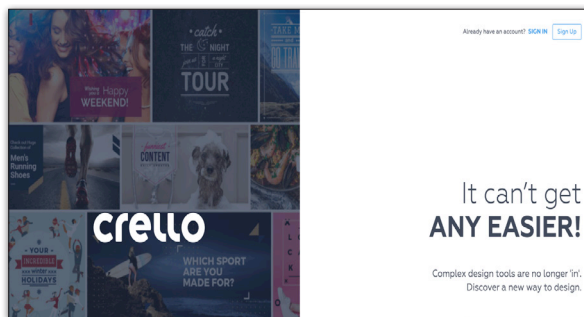 Already have an account? SIGN IN Sign Up
• catch •
THE NIGHT
TOUR
Happy
WEEKEND!
Men's
Running
Shoes
CONTENT
crello
- YOUR -
INCREDIBLE
AND WINTER
HOLIDAYS
WHICH SPORT
ARE YOU
MADE FOR?
It can't get
ANY EASIER!
Complex design tools are no longer 'in'.
Discover a new way to design.